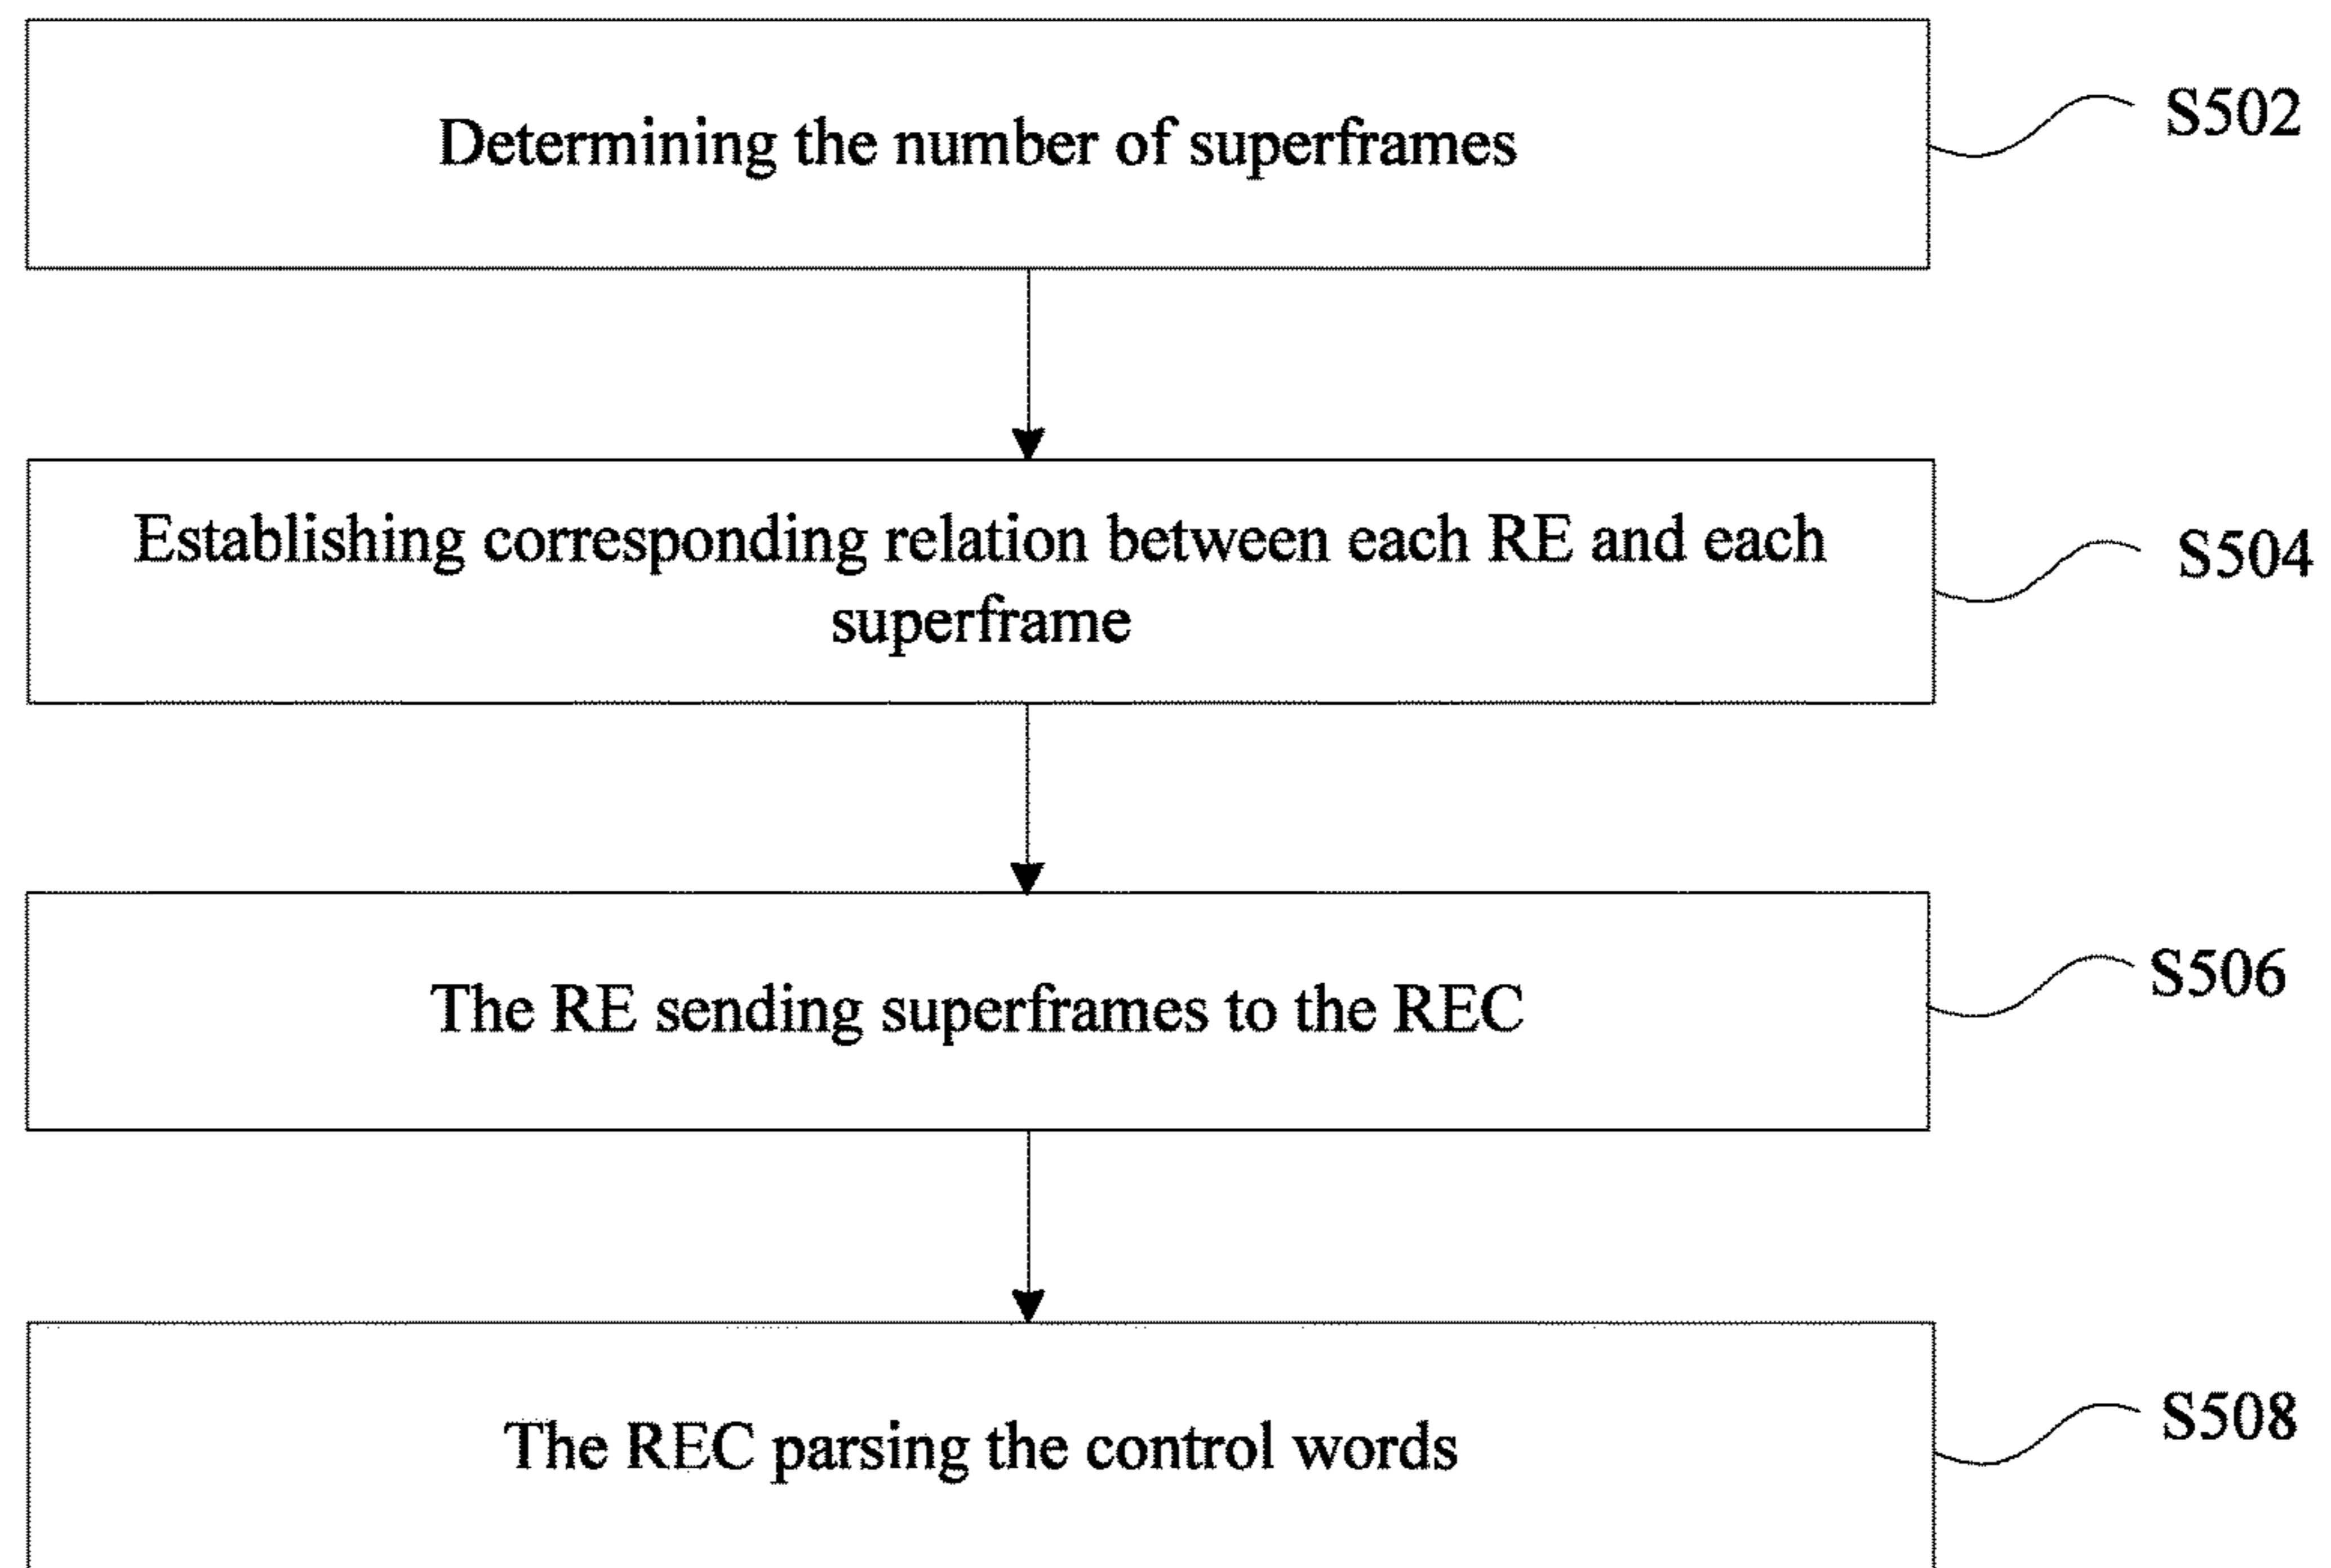 Determining the number of superframes
S502
Establishing corresponding relation between each RE and each
superframe
S504
The RE sending superframes to the REC
S506
The REC parsing the control words
S508